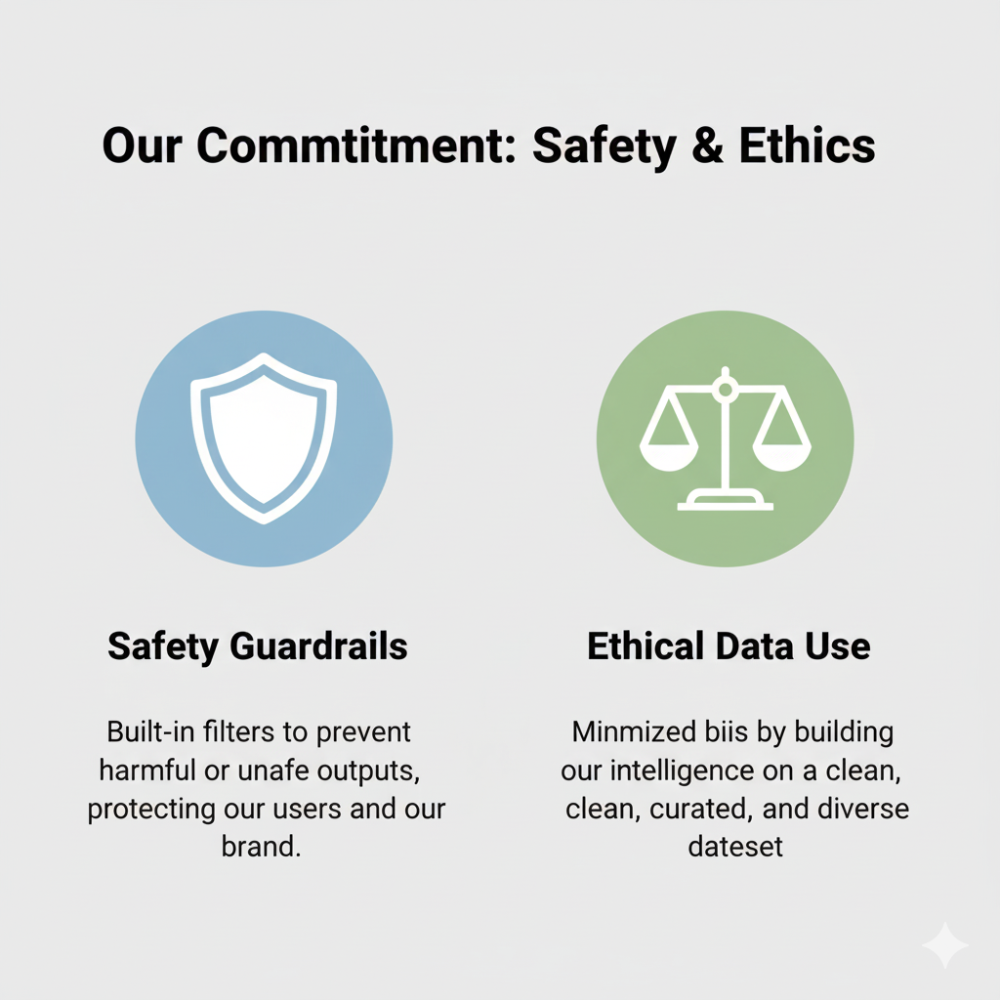 Our Commtitment: Safety & Ethics
Safety Guardrails
Built-in filters to prevent
harmful or unafe outputs,
protecting our users and our
brand.
Ethical Data Use
Minmized biis by building
our intelligence on a clean,
clean, curated, and diverse
dateset